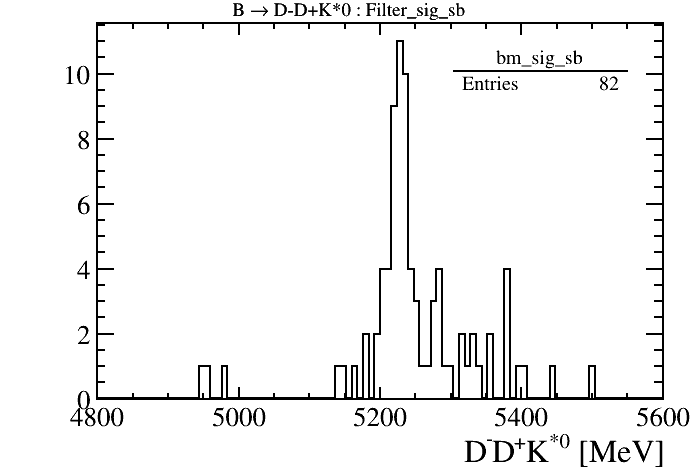 B → D-D+K*0 : Filter_sig_sb
bm_sig_sb
Entries 82
10
8
6
4
2
0
4800 5000 5200 5400 5600
D⁻D⁺K*⁰ [MeV]